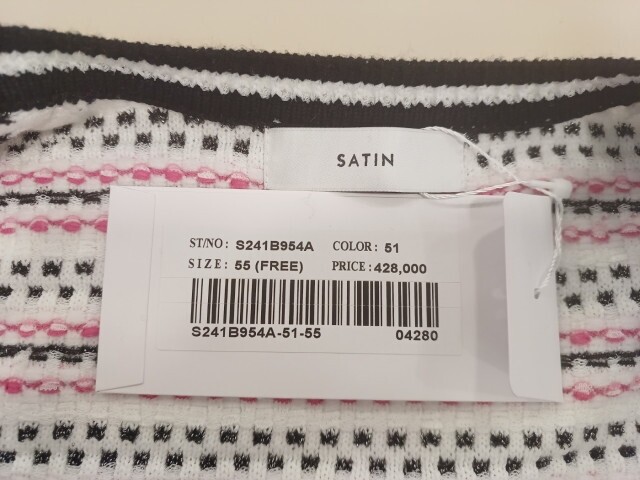 SATIN
ST/NO: S241B954A COLOR: 51
SIZE: 55 (FREE) PRICE: 428,000
S241B954A-51-55 04280